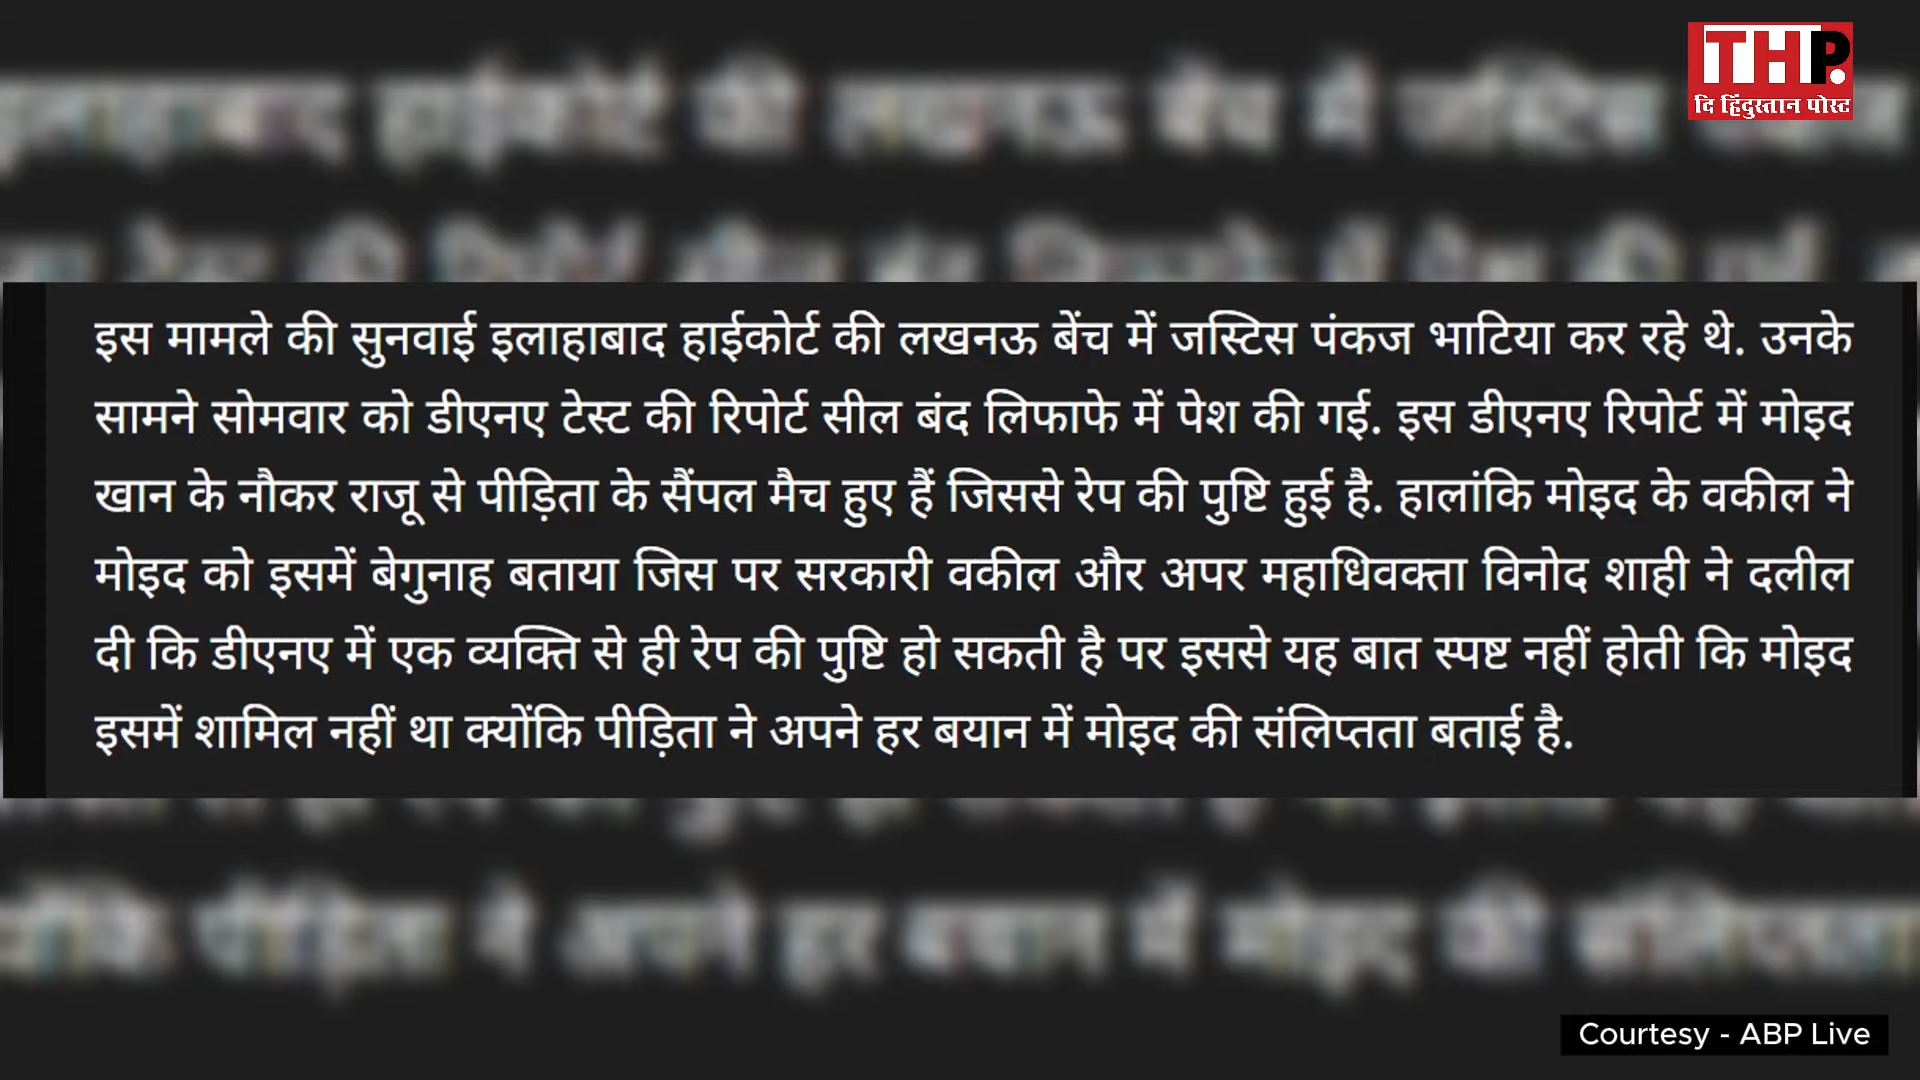 THP.
दि हिंदुस्तान पोस्ट
इस मामले की सुनवाई इलाहाबाद हाईकोर्ट की लखनऊ बेंच में जस्टिस पंकज भाटिया कर रहे थे. उनके
सामने सोमवार को डीएनए टेस्ट की रिपोर्ट सील बंद लिफाफे में पेश की गई. इस डीएनए रिपोर्ट में मोइद
खान के नौकर राजू से पीड़िता के सैंपल मैच हुए हैं जिससे रेप की पुष्टि हुई है. हालांकि मोइद के वकील ने
मोइद को इसमें बेगुनाह बताया जिस पर सरकारी वकील और अपर महाधिवक्ता विनोद शाही ने दलील
दी कि डीएनए में एक व्यक्ति से ही रेप की पुष्टि हो सकती है पर इससे यह बात स्पष्ट नहीं होती कि मोइद
इसमें शामिल नहीं था क्योंकि पीड़िता ने अपने हर बयान में मोइद की संलिप्तता बताई है.
Courtesy - ABP Live